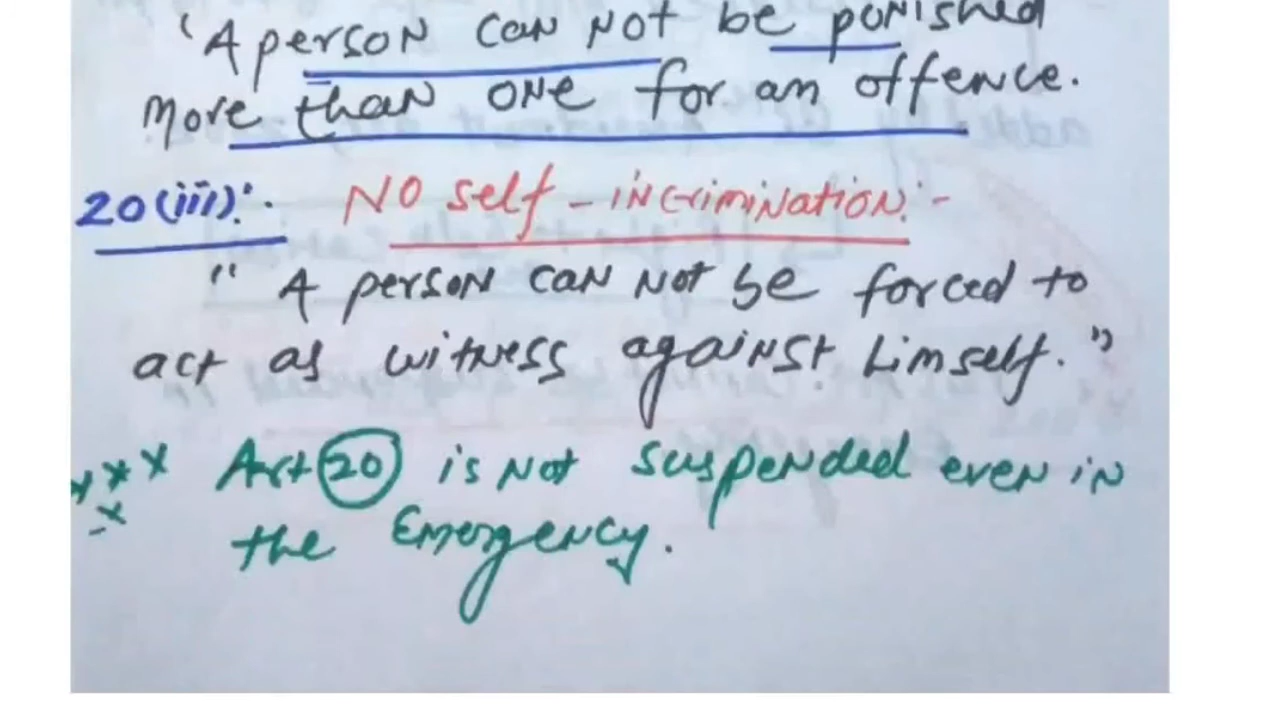 'A person can not be punished
more than one for an offence.
20(iii):- No self-incrimination:-
" A person can not be forced to
act as witness against himself."
xxx Art 20 is not suspended even in
x the Emergency.